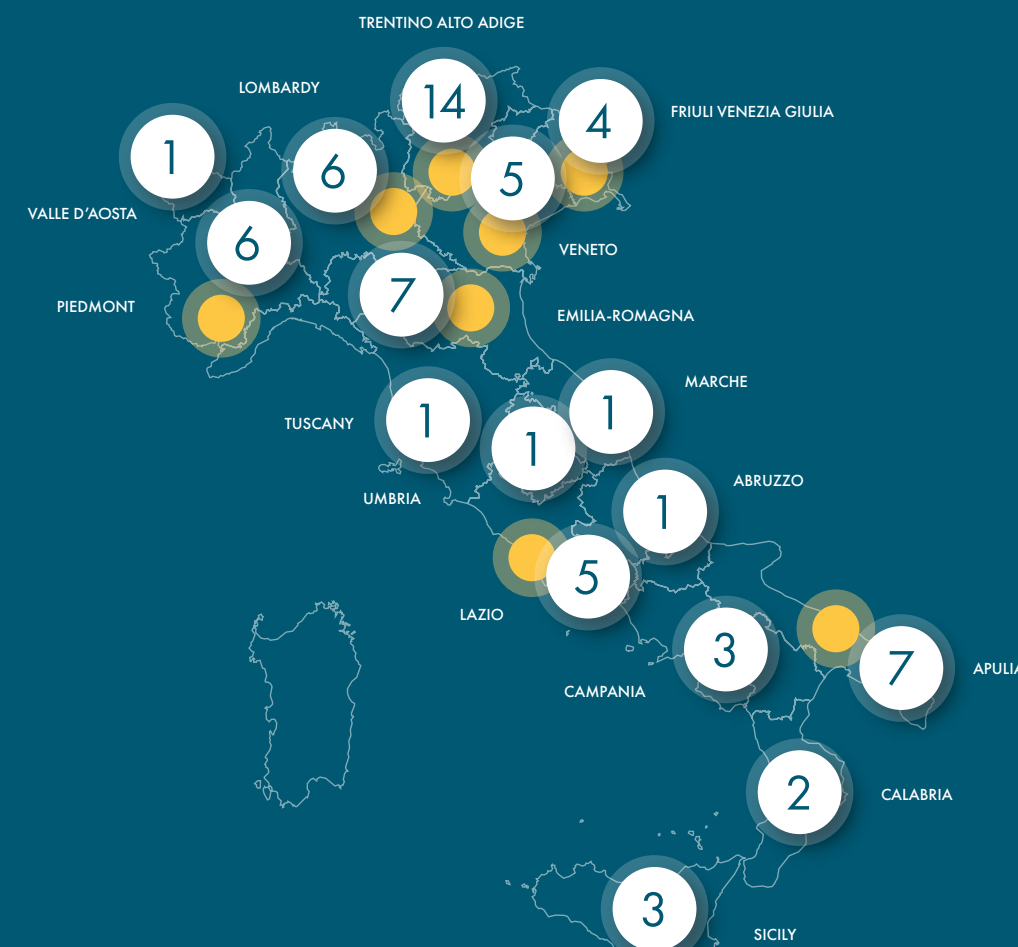 TRENTINO ALTO ADIGE
14
LOMBARDY
4
FRIULI VENEZIA GIULIA
1
6
5
VALLE D’AOSTA
6
VENETO
PIEDMONT
7
EMILIA-ROMAGNA
MARCHE
1
TUSCANY
1
1
ABRUZZO
UMBRIA
1
5
LAZIO
3
7
APULIA
CAMPANIA
2
CALABRIA
3
SICILY